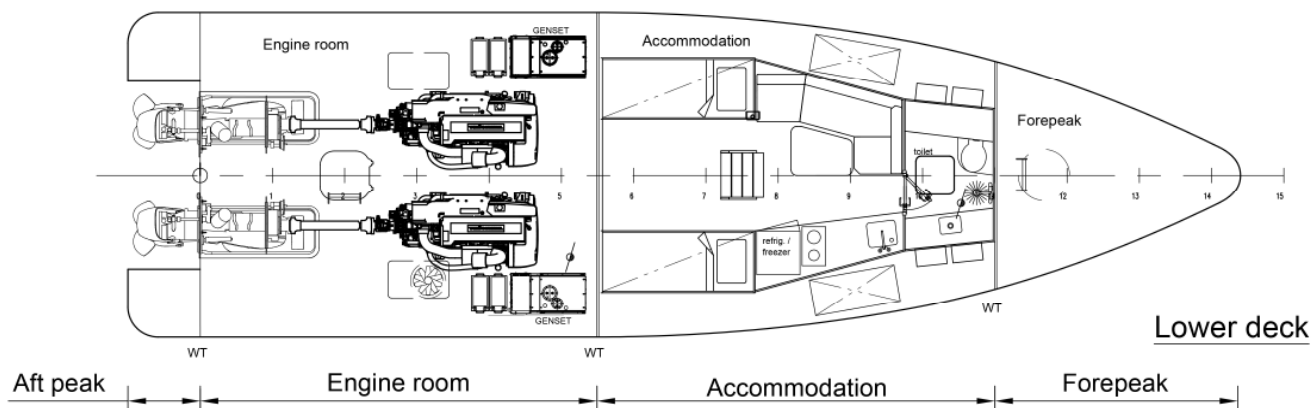 GENSET
Engine room
Accommodation
Forepeak
toilet
1
3
5
6
7
8
9
10
12
13
14
15
refrig. /
freezer
GENSET
WT
WT
WT
Lower deck
Aft peak
Engine room
Accommodation
Forepeak